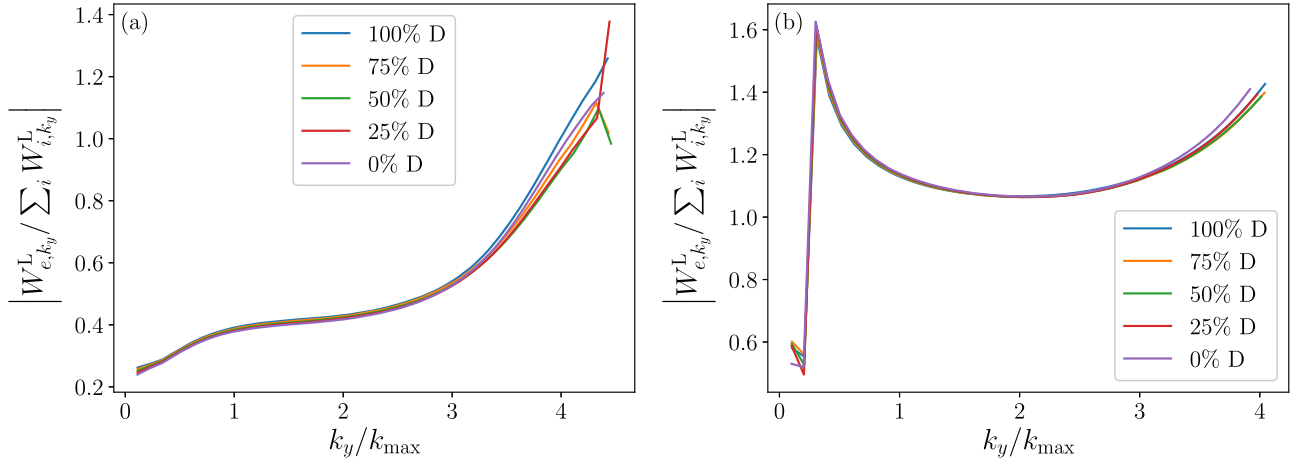 (a)
100% D
75% D
50% D
25% D
0% D
1.4
1.2
1.0
0.8
0.6
0.4
0.2
0 1 2 3 4
k_y/k_max
|W^L_{e,k_y} / ∑_i W^L_{i,k_y}|
(b)
100% D
75% D
50% D
25% D
0% D
1.6
1.4
1.2
1.0
0.8
0.6
0 1 2 3 4
k_y/k_max
|W^L_{e,k_y} / ∑_i W^L_{i,k_y}|